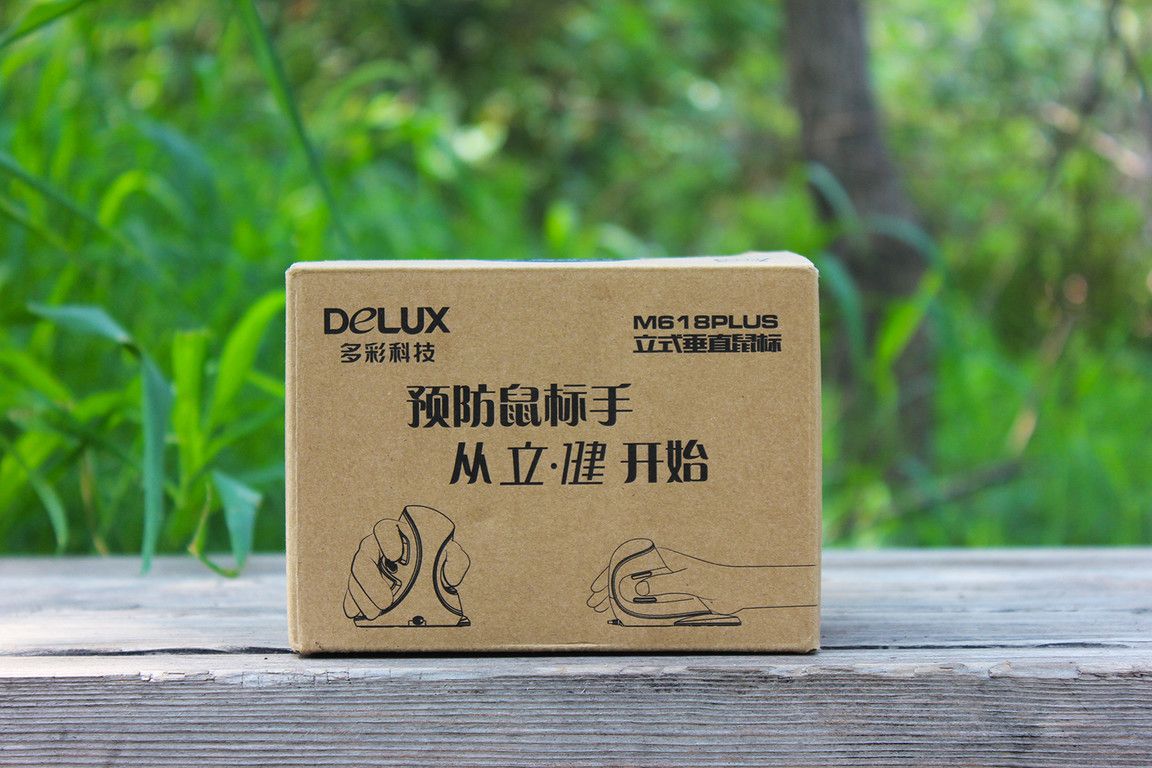 DeLUX
多彩科技
M618PLUS
立式垂直鼠标
预防鼠标手
从立·健开始